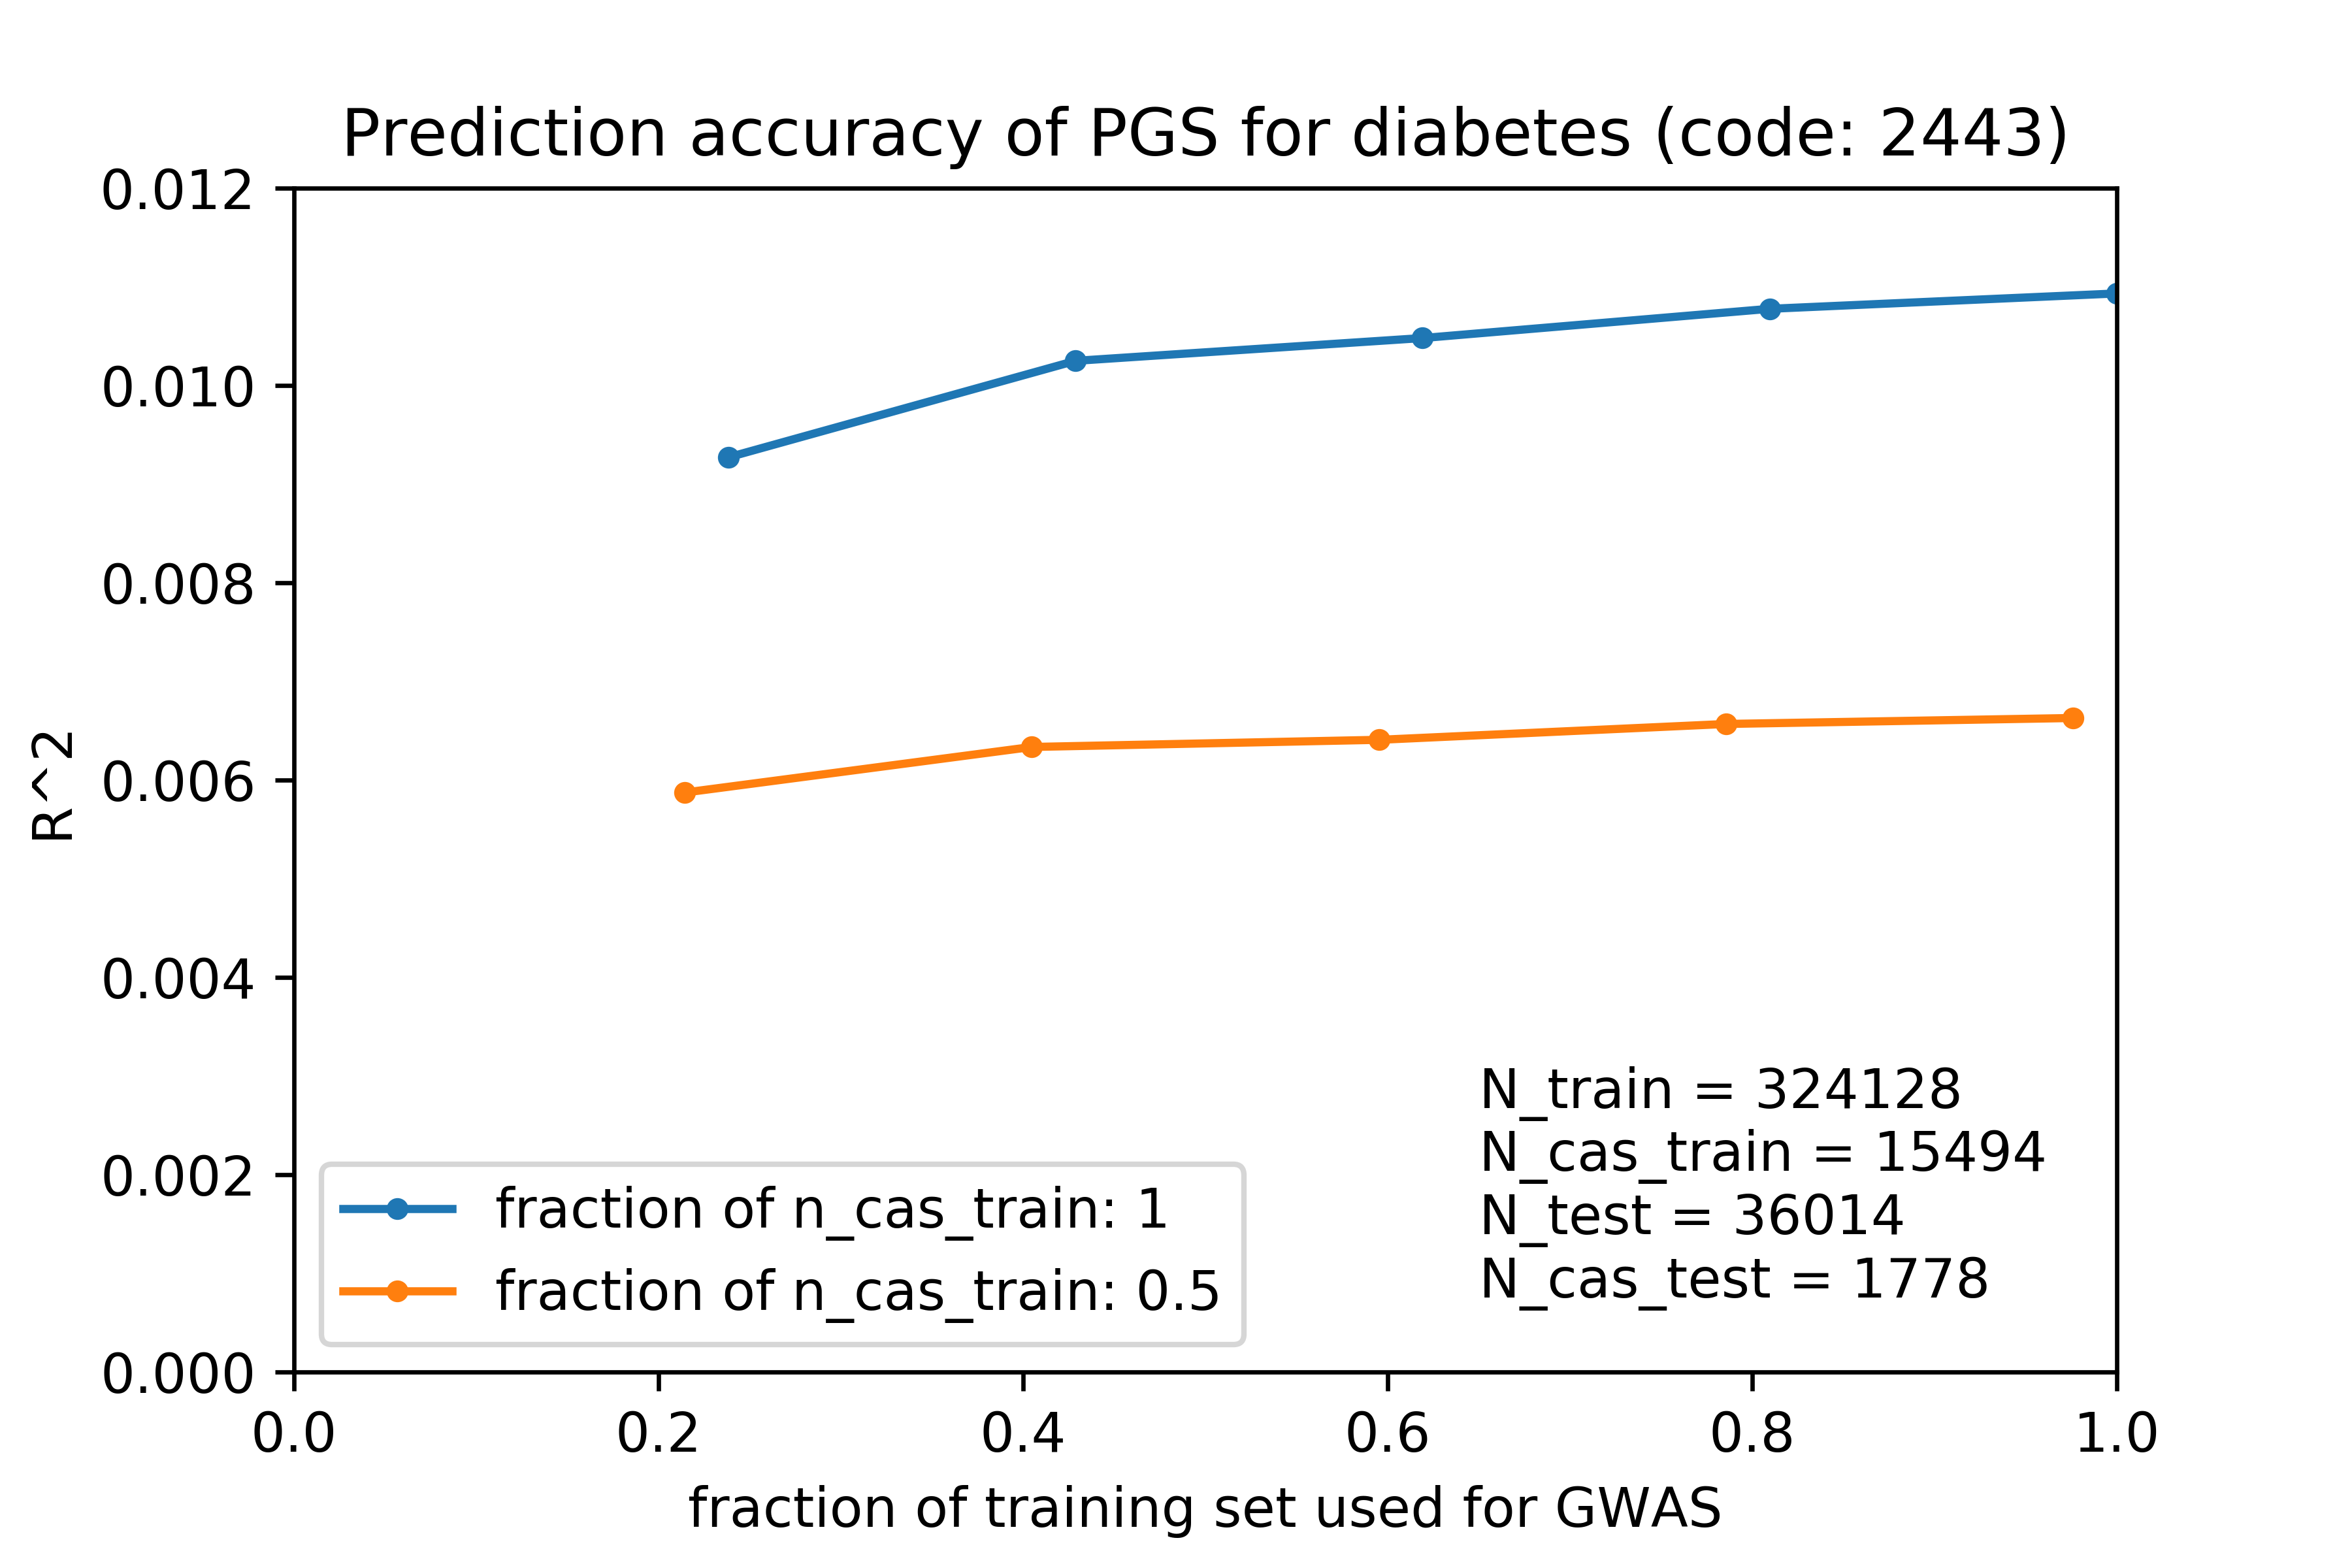 Prediction accuracy of PGS for diabetes (code: 2443)
0.012
0.010
0.008
0.006
0.004
0.002
0.000
R^2
N_train = 324128
N_cas_train = 15494
N_test = 36014
N_cas_test = 1778
fraction of n_cas_train: 1
fraction of n_cas_train: 0.5
0.0 0.2 0.4 0.6 0.8 1.0
fraction of training set used for GWAS